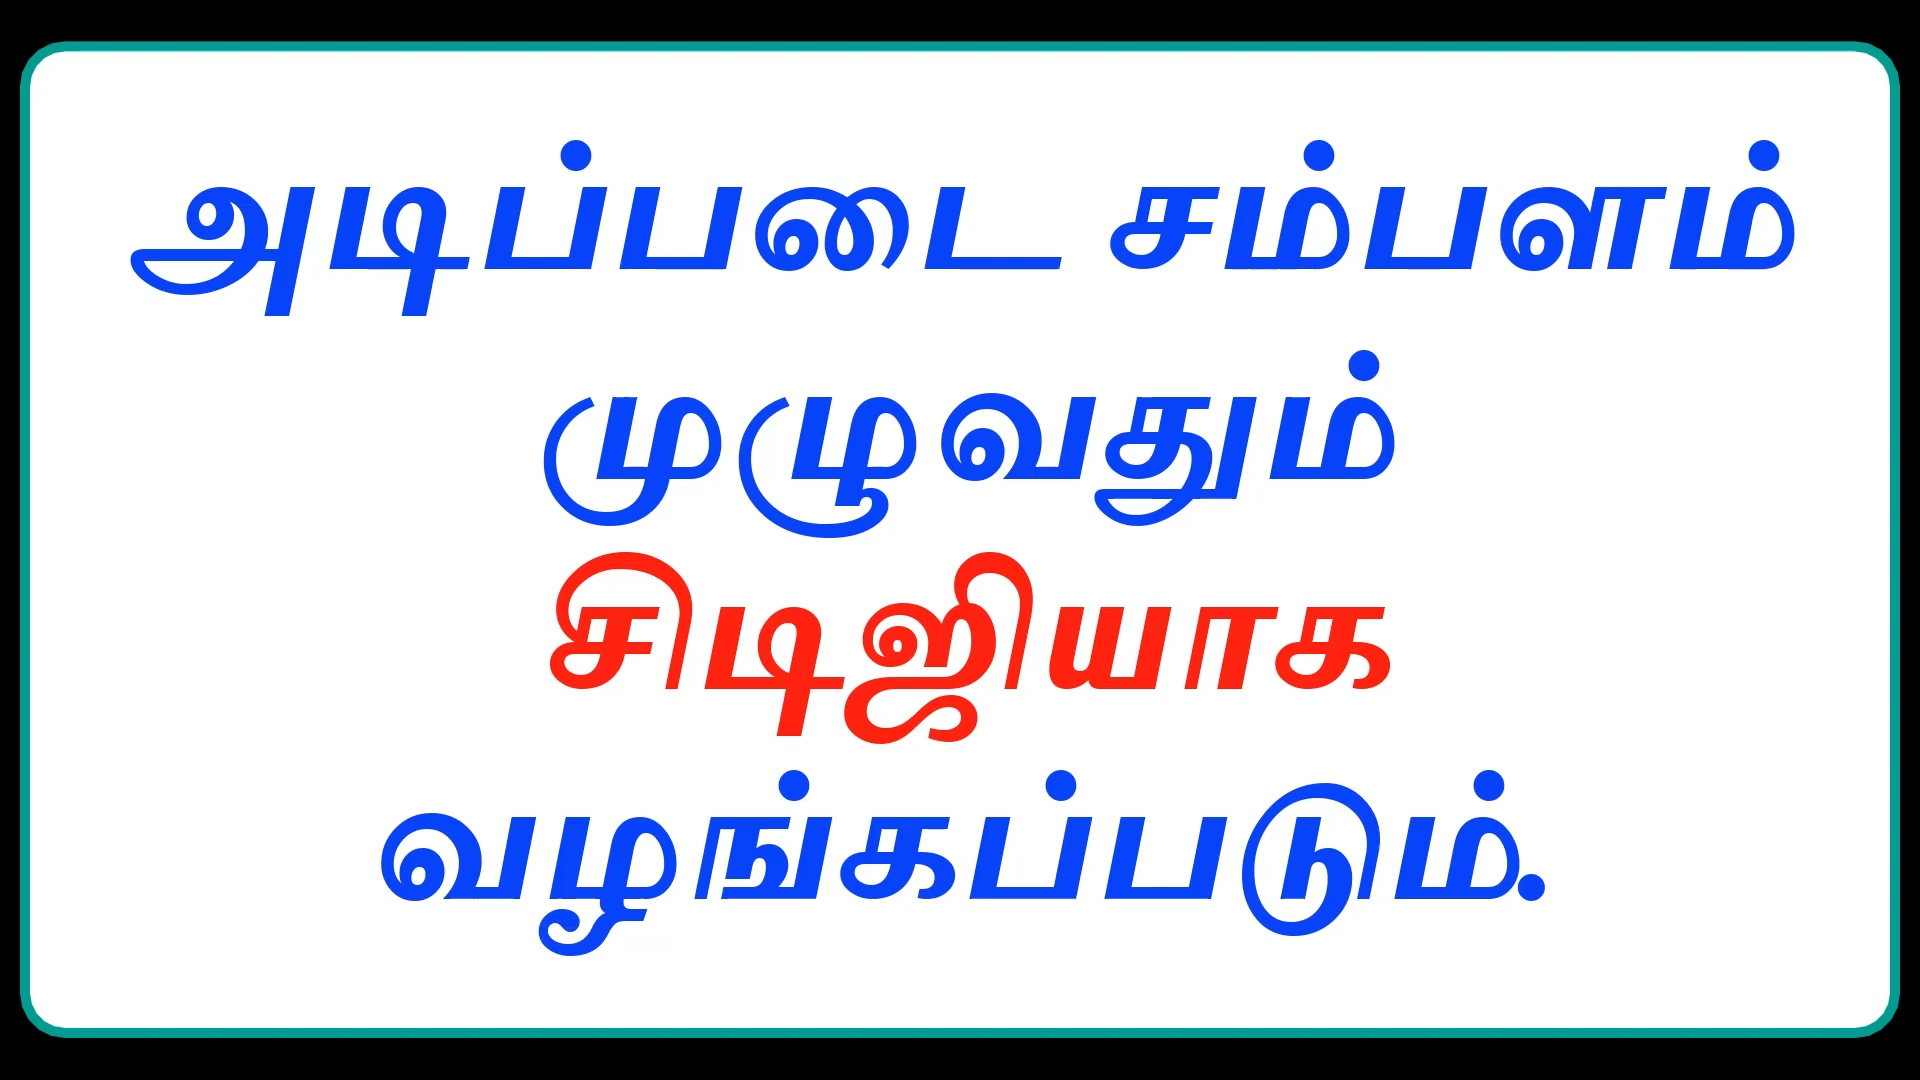 அடிப்படை சம்பளம்
முழுவதும்
சிடிஜியாக
வழங்கப்படும்.